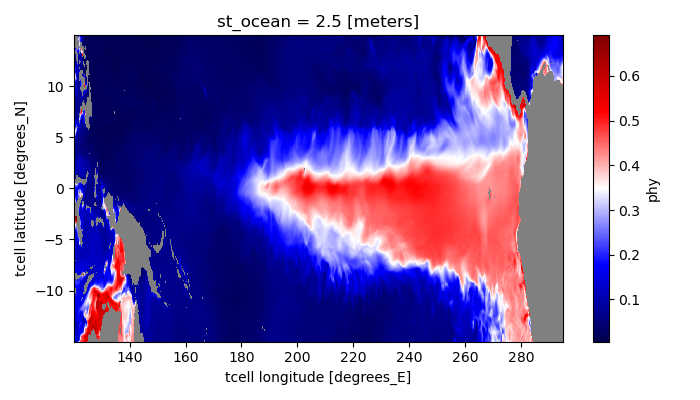 st_ocean = 2.5 [meters]
10
5
0
−5
−10
tcell latitude [degrees_N]
140 160 180 200 220 240 260 280
tcell longitude [degrees_E]
0.6
0.5
0.4
0.3
0.2
0.1
phy